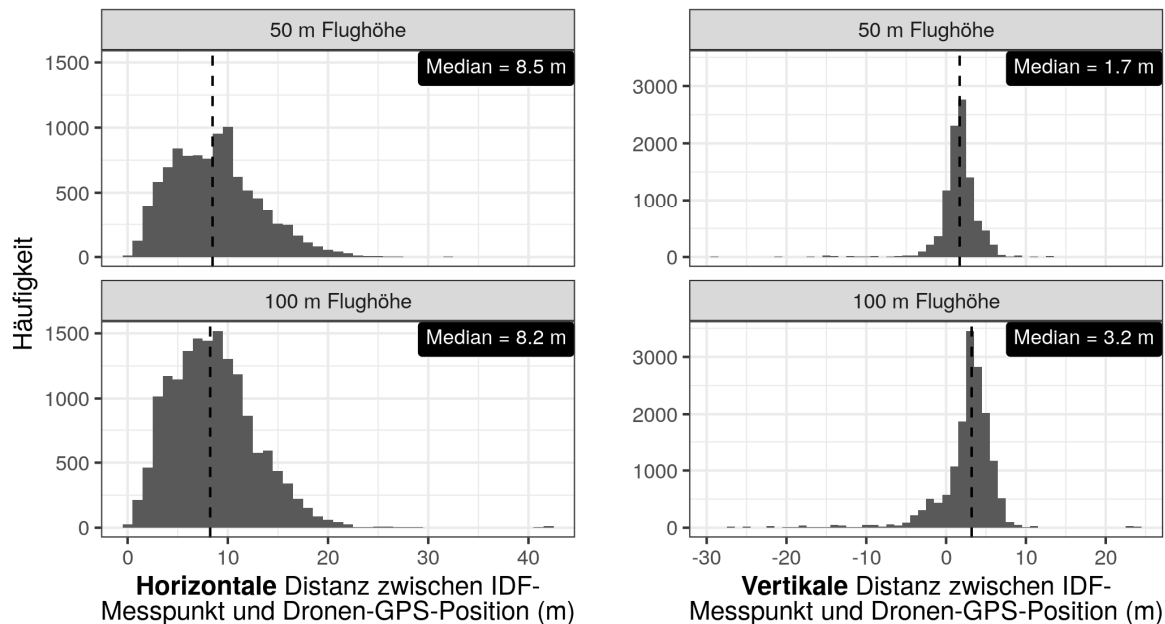 50 m Flughöhe
Median = 8.5 m
1500
1000
500
0
100 m Flughöhe
Median = 8.2 m
1500
1000
500
0
0 10 20 30 40
Häufigkeit
Horizontale Distanz zwischen IDF-
Messpunkt und Dronen-GPS-Position (m)
50 m Flughöhe
Median = 1.7 m
3000
2000
1000
0
100 m Flughöhe
Median = 3.2 m
3000
2000
1000
0
-30 -20 -10 0 10 20
Vertikale Distanz zwischen IDF-
Messpunkt und Dronen-GPS-Position (m)